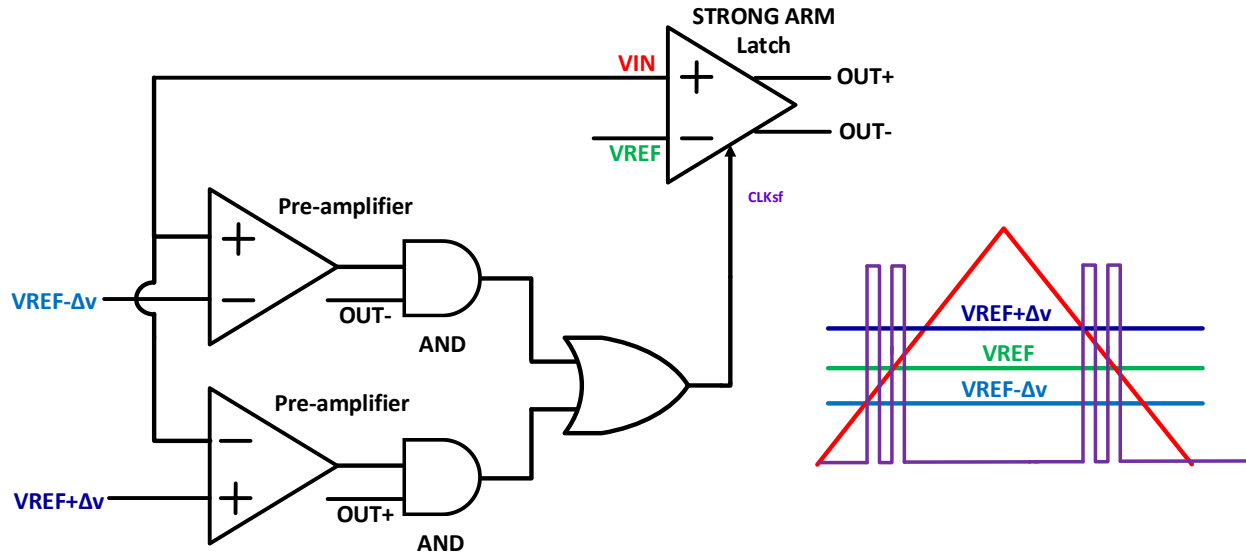 STRONG ARM
Latch
VIN
+
OUT+
−
OUT-
VREF
CLKsf
Pre-amplifier
+
VREF-Δv
−
OUT-
AND
Pre-amplifier
−
VREF+Δv
+
OUT+
AND
VREF+Δv
VREF
VREF-Δv